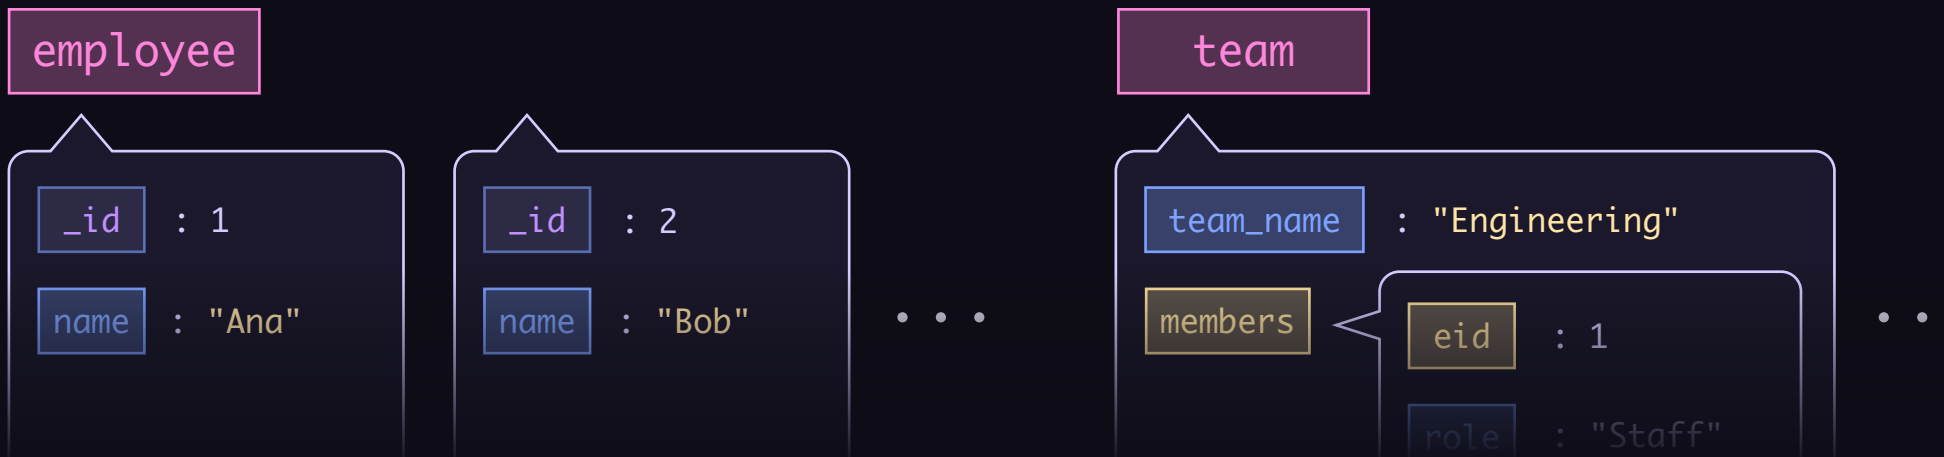 employee
_id : 1
name : "Ana"
_id : 2
name : "Bob"
team
team_name : "Engineering"
members
eid : 1
role : "Staff"